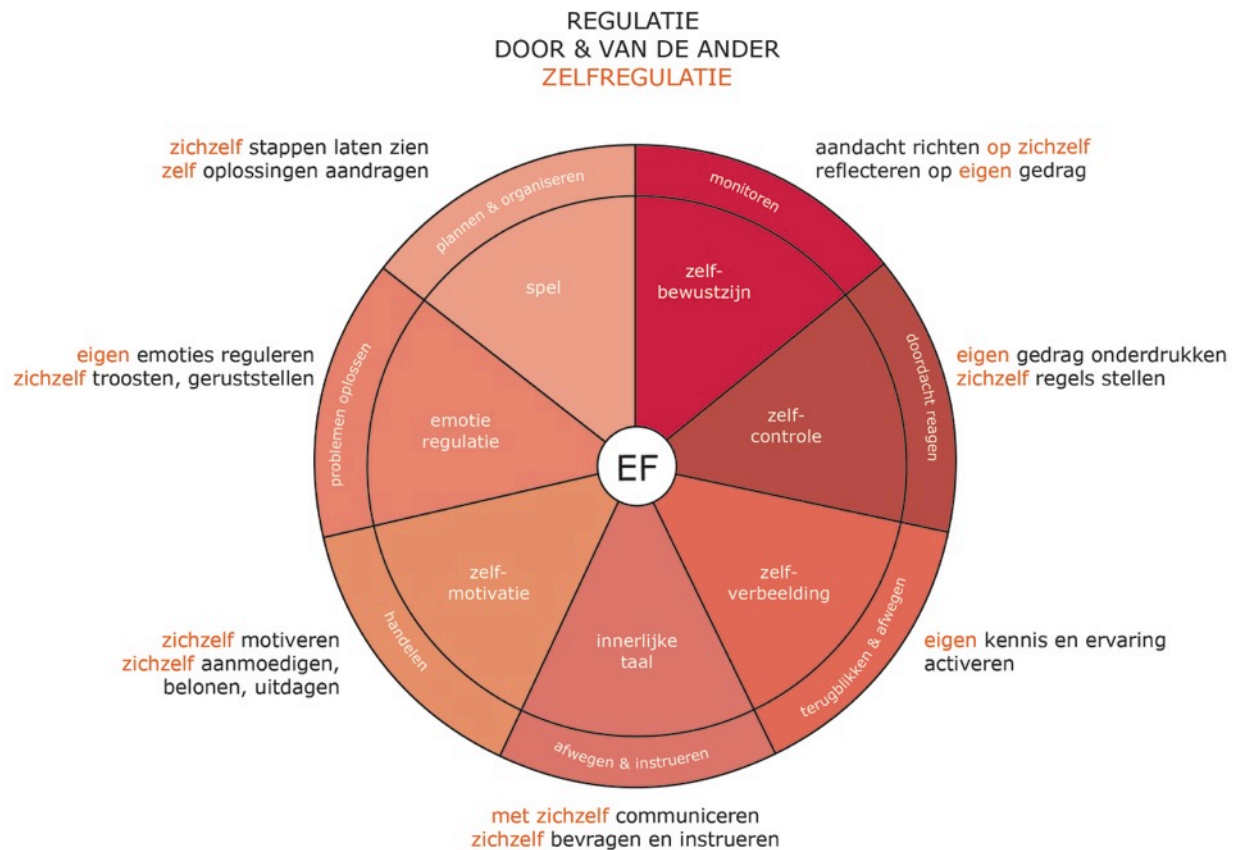 REGULATIE
DOOR & VAN DE ANDER
ZELFREGULATIE
zichzelf stappen laten zien
zelf oplossingen aandragen
aandacht richten op zichzelf
reflecteren op eigen gedrag
plannen & organiseren
monitoren
spel
zelf-
bewustzijn
eigen emoties reguleren
zichzelf troosten, geruststellen
problemen oplossen
emotie
regulatie
EF
zelf-
controle
doordacht reagen
eigen gedrag onderdrukken
zichzelf regels stellen
zelf-
motivatie
handelen
innerlijke
taal
zelf-
verbeelding
terugblikken & afwegen
zichzelf motiveren
zichzelf aanmoedigen,
belonen, uitdagen
eigen kennis en ervaring
activeren
afwegen & instrueren
met zichzelf communiceren
zichzelf bevragen en instrueren